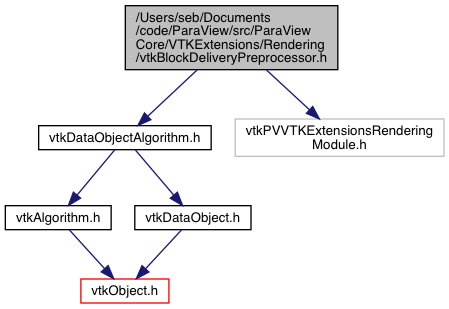 /Users/seb/Documents
/code/ParaView/src/ParaView
Core/VTKExtensions/Rendering
/vtkBlockDeliveryPreprocessor.h
vtkDataObjectAlgorithm.h
vtkPVVTKExtensionsRendering
Module.h
vtkAlgorithm.h
vtkDataObject.h
vtkObject.h